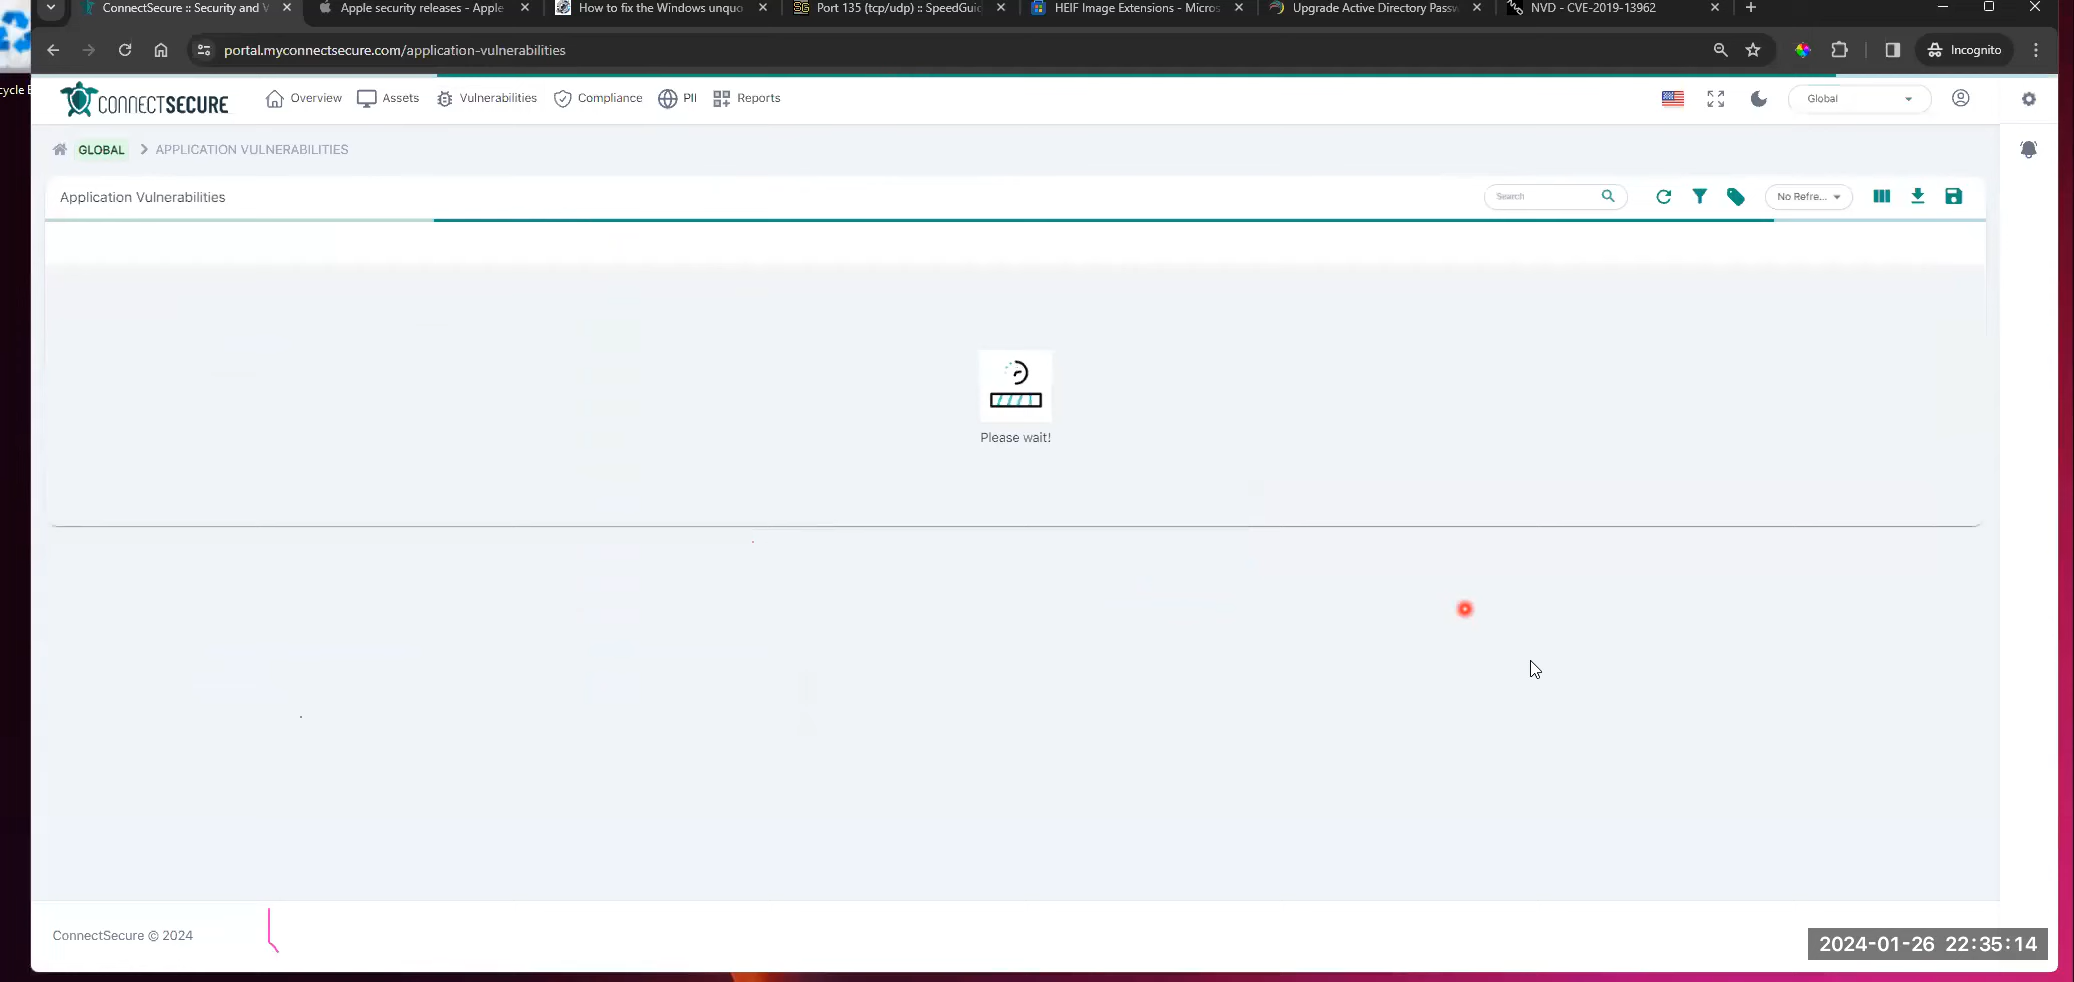 ConnectSecure :: Security and V
Apple security releases - Apple
How to fix the Windows unquo
SG Port 135 (tcp/udp) :: SpeedGuid
HEIF Image Extensions - Micros
Upgrade Active Directory Passw
NVD - CVE-2019-13962
portal.myconnectsecure.com/application-vulnerabilities
Incognito
cycle B
CONNECTSECURE
Overview
Assets
Vulnerabilities
Compliance
PII
Reports
Global
GLOBAL
APPLICATION VULNERABILITIES
Application Vulnerabilities
Search
No Refre...
Please wait!
ConnectSecure © 2024
2024-01-26 22:35:14